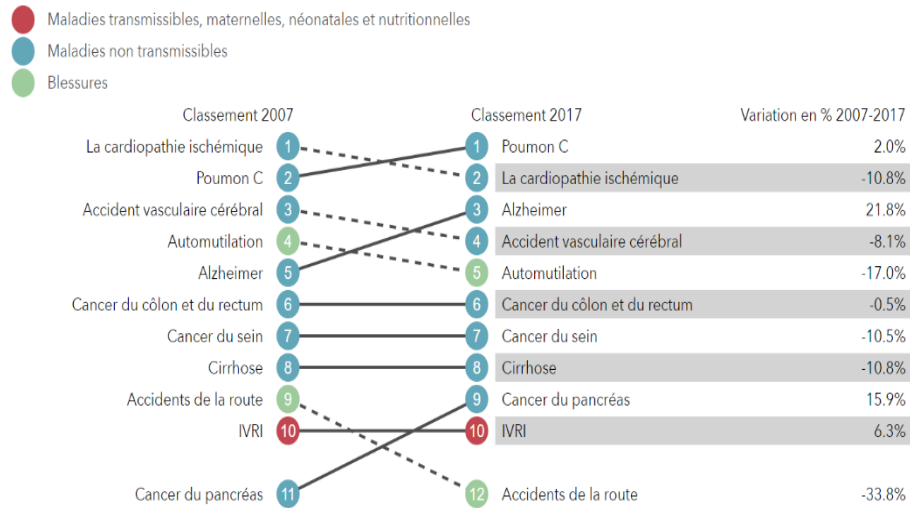 Maladies transmissibles, maternelles, néonatales et nutritionnelles
Maladies non transmissibles
Blessures
Classement 2007 Classement 2017 Variation en % 2007-2017
La cardiopathie ischémique 1 1 Poumon C 2.0%
Poumon C 2 2 La cardiopathie ischémique -10.8%
Accident vasculaire cérébral 3 3 Alzheimer 21.8%
Automutilation 4 4 Accident vasculaire cérébral -8.1%
Alzheimer 5 5 Automutilation -17.0%
Cancer du côlon et du rectum 6 6 Cancer du côlon et du rectum -0.5%
Cancer du sein 7 7 Cancer du sein -10.5%
Cirrhose 8 8 Cirrhose -10.8%
Accidents de la route 9 9 Cancer du pancréas 15.9%
IVRI 10 10 IVRI 6.3%
Cancer du pancréas 11 12 Accidents de la route -33.8%